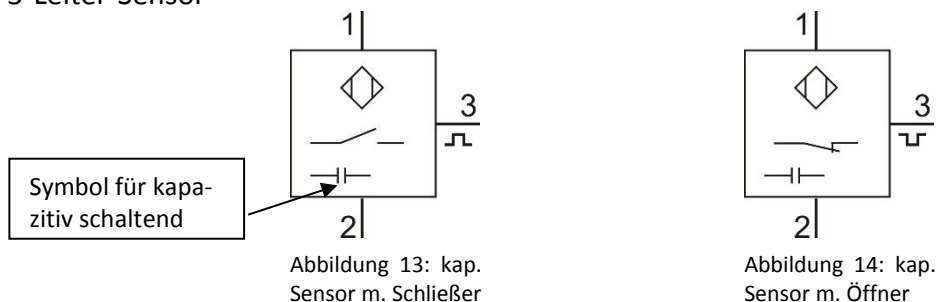 3-Leiter-Sensor
1
3
2
Symbol für kapa-
zitiv schaltend
Abbildung 13: kap.
Sensor m. Schließer
1
3
2
Abbildung 14: kap.
Sensor m. Öffner